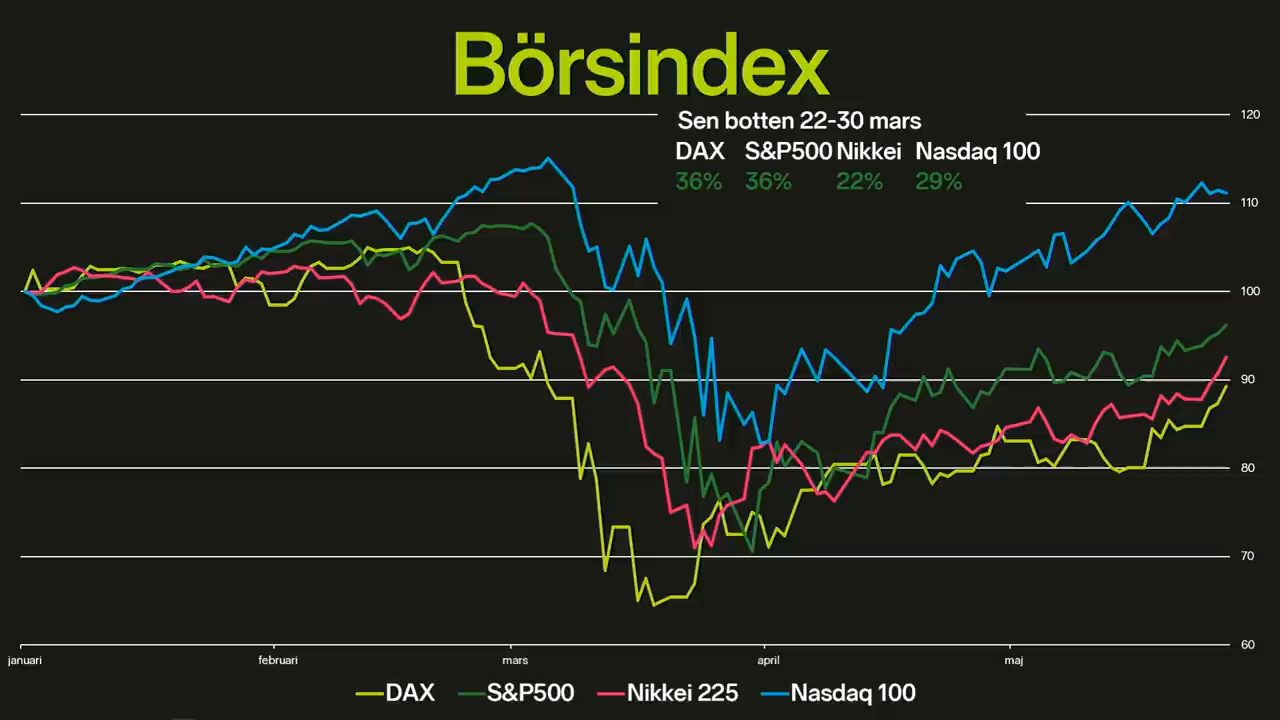 Börsindex
Sen botten 22-30 mars
DAX S&P500 Nikkei Nasdaq 100
36% 36% 22% 29%
120
110
100
90
80
70
60
januari februari mars april maj
DAX S&P500 Nikkei 225 Nasdaq 100